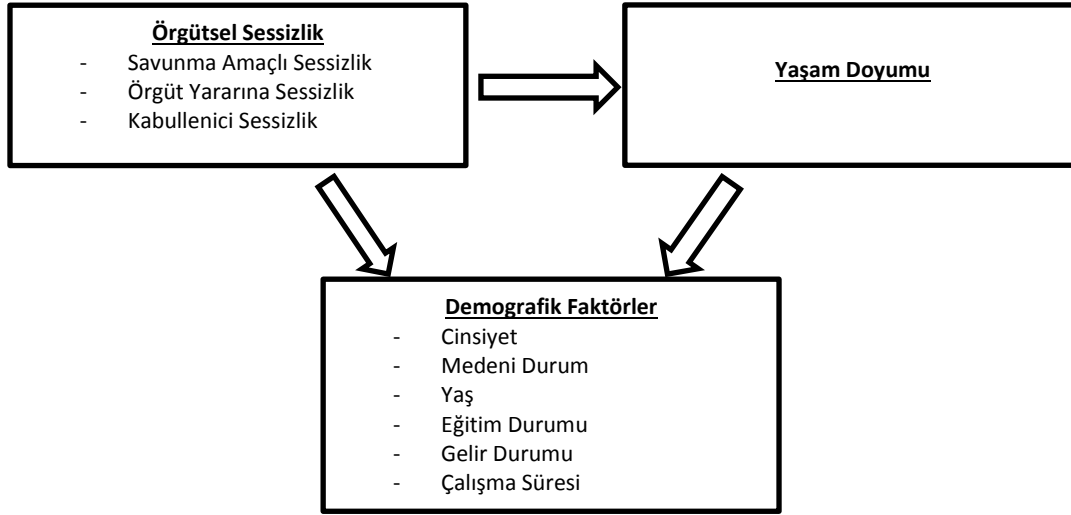 Örgütsel Sessizlik
- Savunma Amaçlı Sessizlik
- Örgüt Yararına Sessizlik
- Kabullenici Sessizlik
Yaşam Doyumu
Demografik Faktörler
- Cinsiyet
- Medeni Durum
- Yaş
- Eğitim Durumu
- Gelir Durumu
- Çalışma Süresi